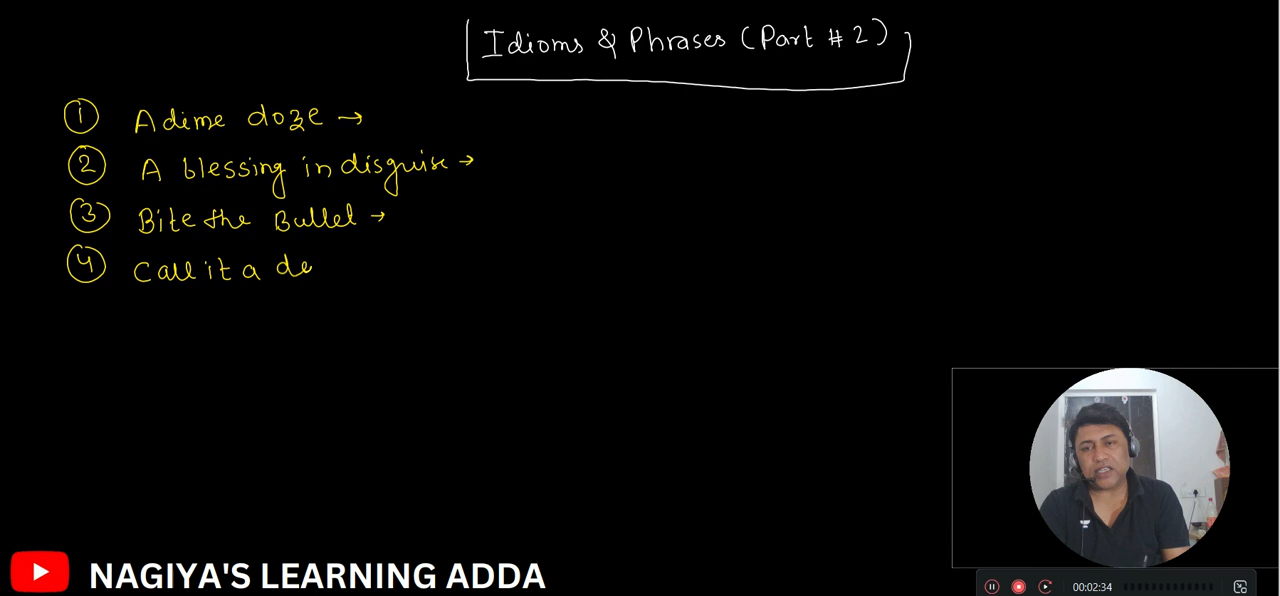 Idioms & Phrases (Part # 2)
① A dime doze →
② A blessing in disguise →
③ Bite the Bullet →
④ Call it a de
NAGIYA'S LEARNING ADDA
00:02:34